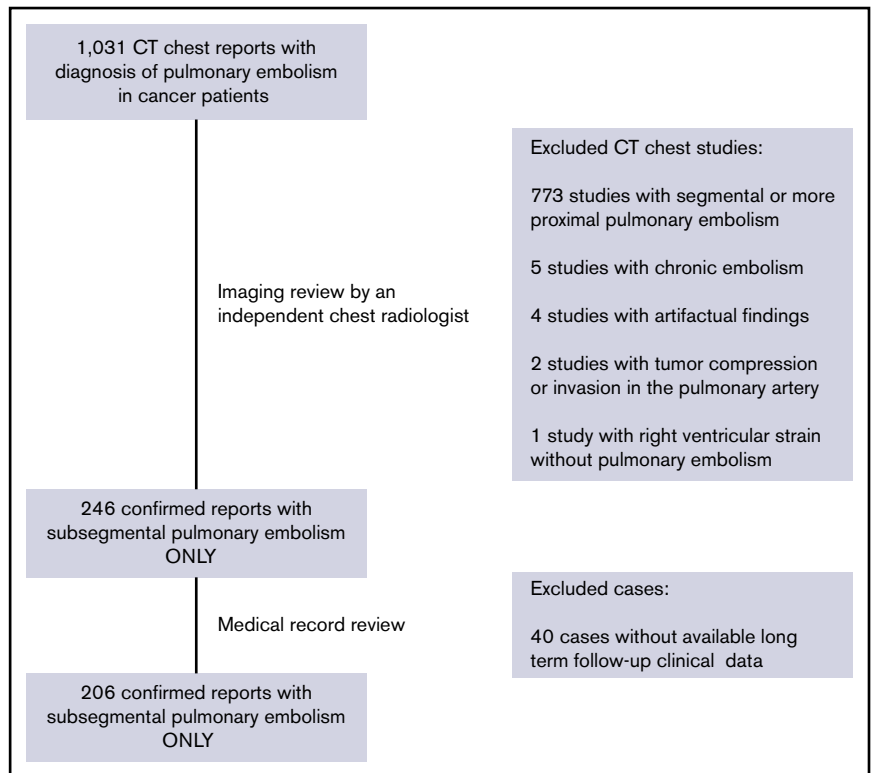 1,031 CT chest reports with
diagnosis of pulmonary embolism
in cancer patients
Imaging review by an
independent chest radiologist
Excluded CT chest studies:
773 studies with segmental or more
proximal pulmonary embolism
5 studies with chronic embolism
4 studies with artifactual findings
2 studies with tumor compression
or invasion in the pulmonary artery
1 study with right ventricular strain
without pulmonary embolism
246 confirmed reports with
subsegmental pulmonary embolism
ONLY
Medical record review
Excluded cases:
40 cases without available long
term follow-up clinical data
206 confirmed reports with
subsegmental pulmonary embolism
ONLY